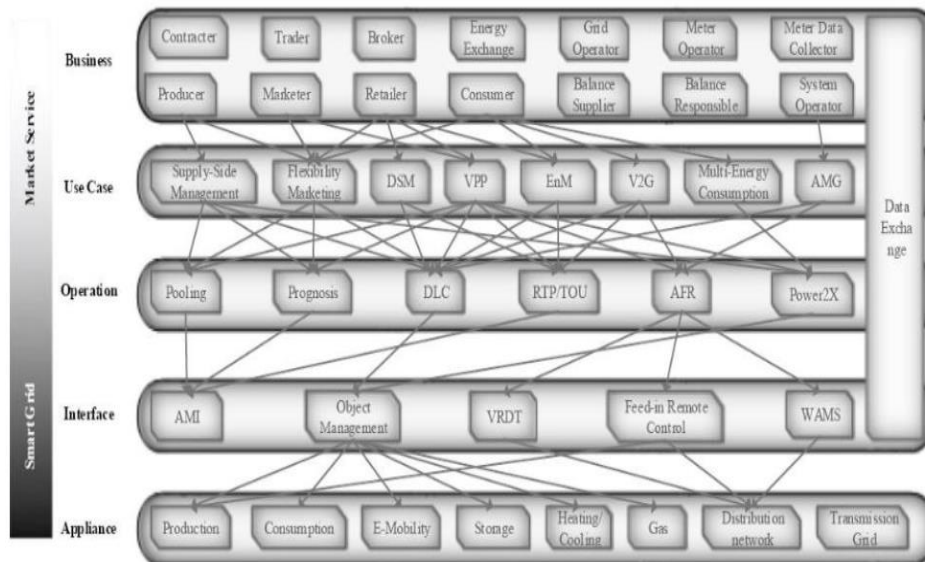 Market Service
Smart Grid
Business
Contracter
Trader
Broker
Energy
Exchange
Grid
Operator
Meter
Operator
Meter Data
Collector
Producer
Marketer
Retailer
Consumer
Balance
Supplier
Balance
Responsible
System
Operator
Use Case
Supply-Side
Management
Flexibility
Marketing
DSM
VPP
EnM
V2G
Multi-Energy
Consumption
AMG
Data
Excha
nge
Operation
Pooling
Prognosis
DLC
RTP/TOU
AFR
Power2X
Interface
AMI
Object
Management
VRDT
Feed-in Remote
Control
WAMS
Appliance
Production
Consumption
E-Mobility
Storage
Heating/
Cooling
Gas
Distribution
network
Transmission
Grid